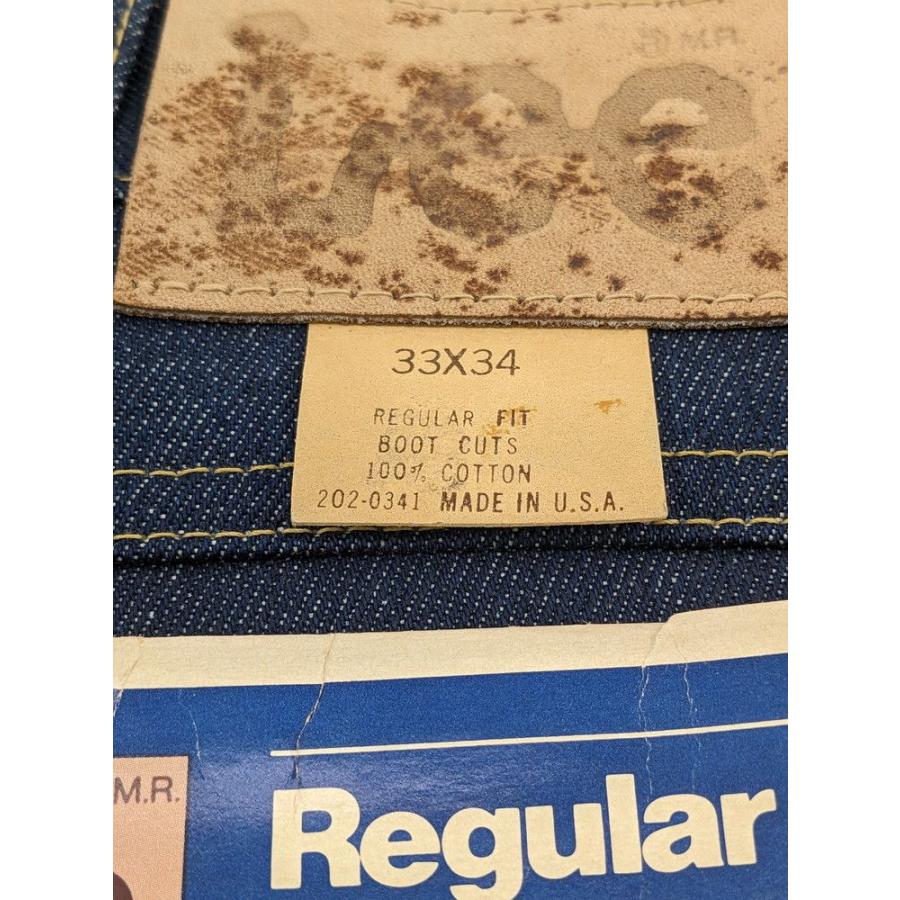 ® M.R.
Lee
33X34
REGULAR FIT
BOOT CUTS
100% COTTON
202-0341 MADE IN U.S.A.
M.R.
Regular